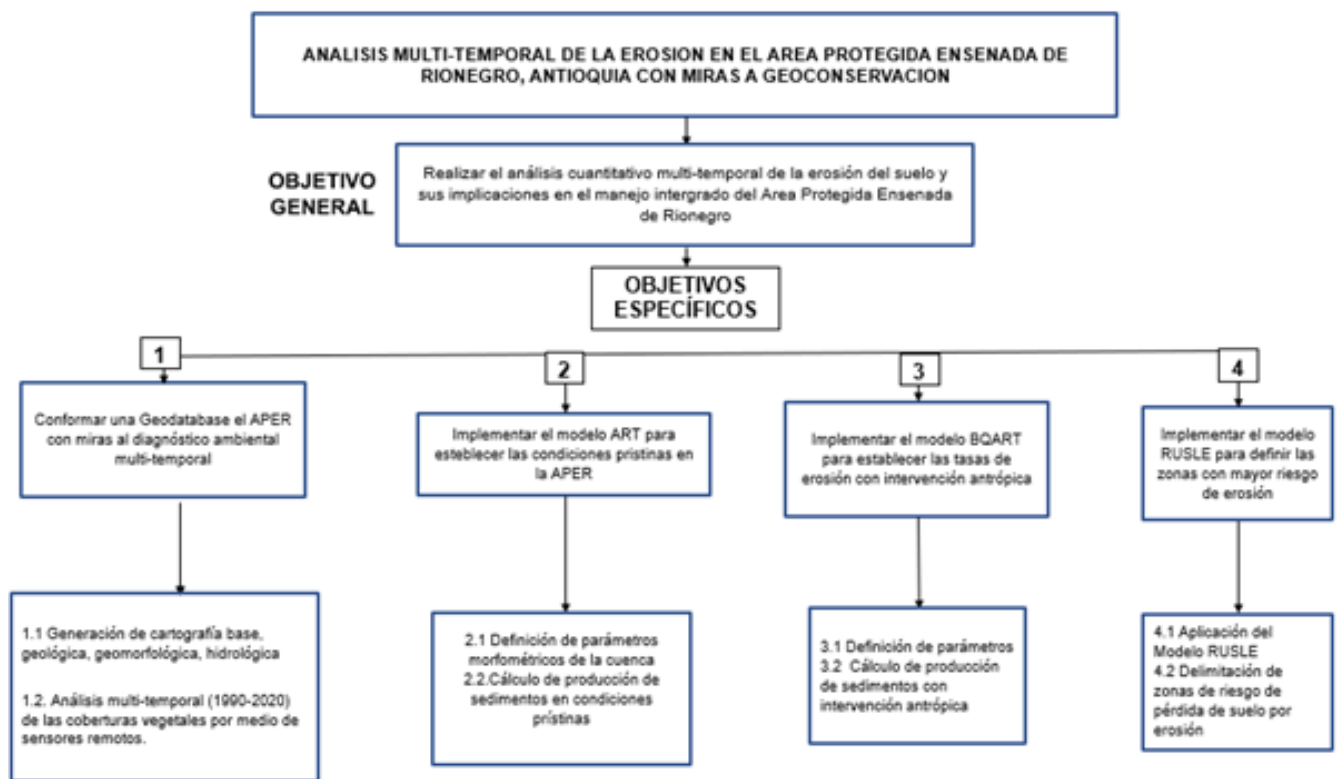 ANALISIS MULTI-TEMPORAL DE LA EROSION EN EL AREA PROTEGIDA ENSENADA DE
RIONEGRO, ANTIOQUIA CON MIRAS A GEOCONSERVACION
OBJETIVO
GENERAL
Realizar el análisis cuantitativo multi-temporal de la erosión del suelo y
sus implicaciones en el manejo intergrado del Area Protegida Ensenada
de Rionegro
OBJETIVOS
ESPECÍFICOS
1
Conformar una Geodatabase el APER
con miras al diagnóstico ambiental
multi-temporal
1.1 Generación de cartografía base,
geológica, geomorfológica, hidrológica
1.2. Análisis multi-temporal (1990-2020)
de las coberturas vegetales por medio de
sensores remotos.
2
Implementar el modelo ART para
esteblecer las condiciones pristinas en
la APER
2.1 Definición de parámetros
morfométricos de la cuenca
2.2.Cálculo de producción de
sedimentos en condiciones
prístinas
3
Implementar el modelo BQART
para establecer las tasas de
erosión con intervención antrópica
3.1 Definición de parámetros
3.2 Cálculo de producción
de sedimentos con
intervención antrópica
4
Implementar el modelo
RUSLE para definir las
zonas con mayor riesgo
de erosión
4.1 Aplicación del
Modelo RUSLE
4.2 Delimitación de
zonas de riesgo de
pérdida de suelo por
erosión